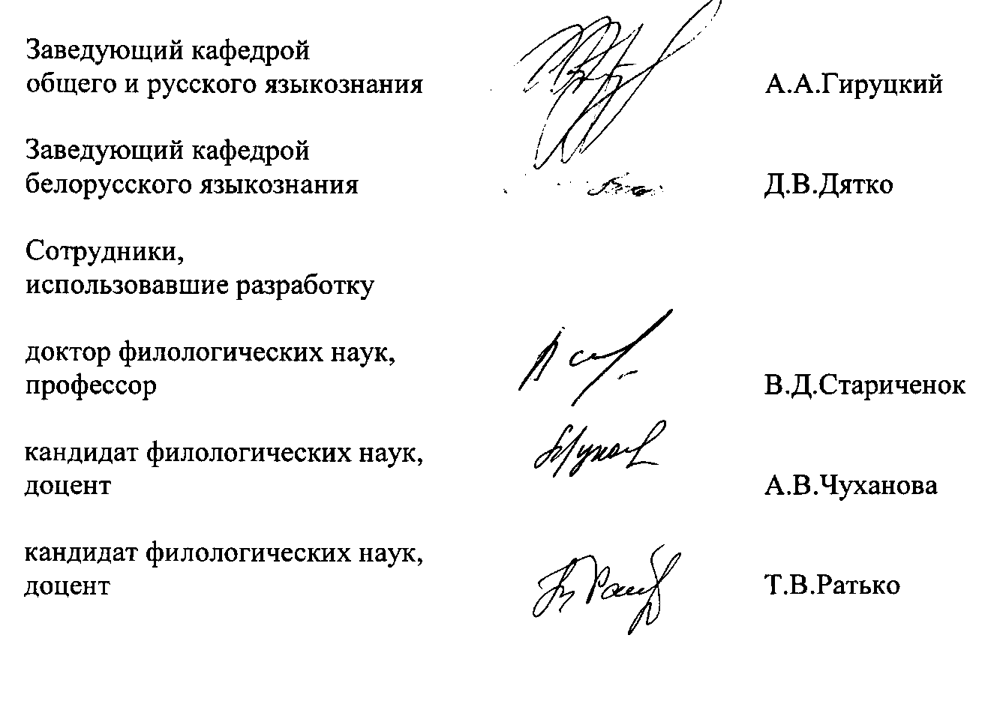 Заведующий кафедрой
общего и русского языкознания А.А.Гируцкий
Заведующий кафедрой
белорусского языкознания Д.В.Дятко
Сотрудники,
использовавшие разработку
доктор филологических наук,
профессор В.Д.Стариченок
кандидат филологических наук,
доцент А.В.Чуханова
кандидат филологических наук,
доцент Т.В.Ратько